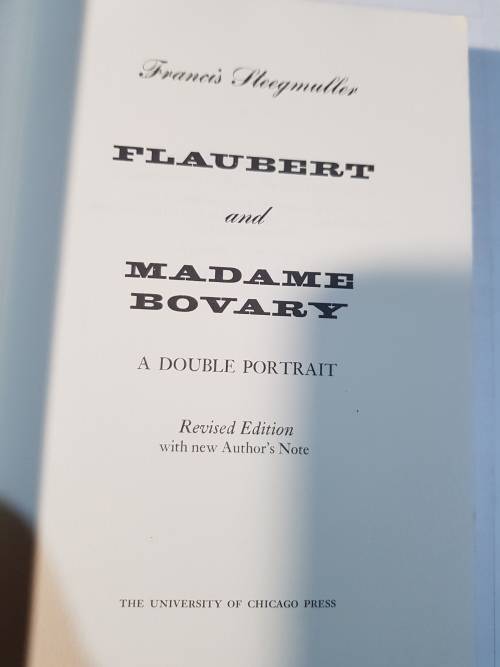 Francis Steegmuller
FLAUBERT
and
MADAME
BOVARY
A DOUBLE PORTRAIT
Revised Edition
with new Author's Note
THE UNIVERSITY OF CHICAGO PRESS